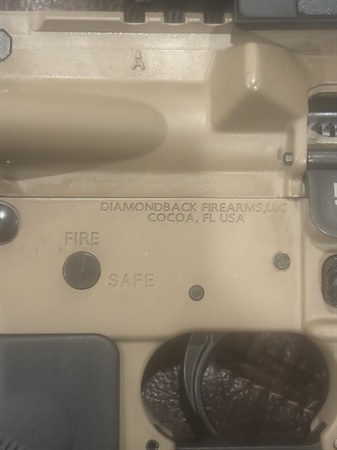 A
DIAMONDBACK FIREARMS, LLC
COCOA, FL USA
FIRE
SAFE